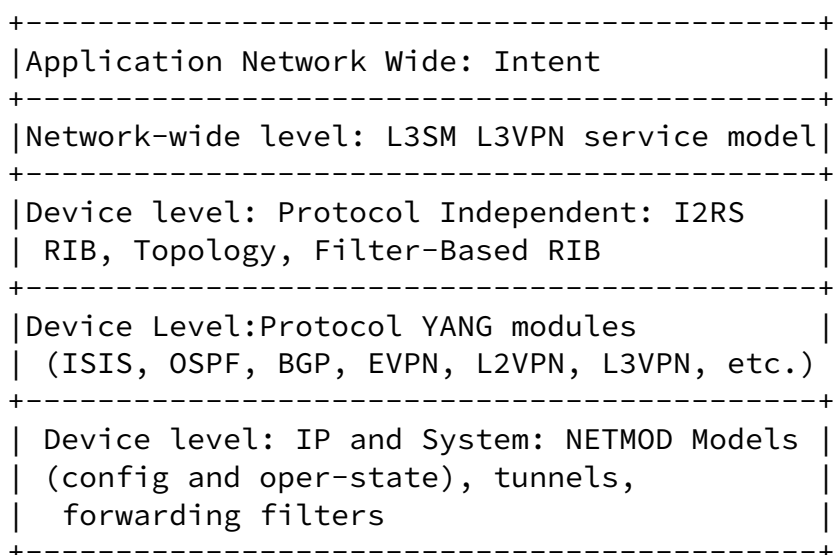 +--------------------------------------------+
|Application Network Wide: Intent            |
+--------------------------------------------+
|Network-wide level: L3SM L3VPN service model|
+--------------------------------------------+
|Device level: Protocol Independent: I2RS    |
| RIB, Topology, Filter-Based RIB            |
+--------------------------------------------+
|Device Level:Protocol YANG modules          |
| (ISIS, OSPF, BGP, EVPN, L2VPN, L3VPN, etc.)
+--------------------------------------------+
| Device level: IP and System: NETMOD Models |
| (config and oper-state), tunnels,          |
|  forwarding filters                        |
+--------------------------------------------+